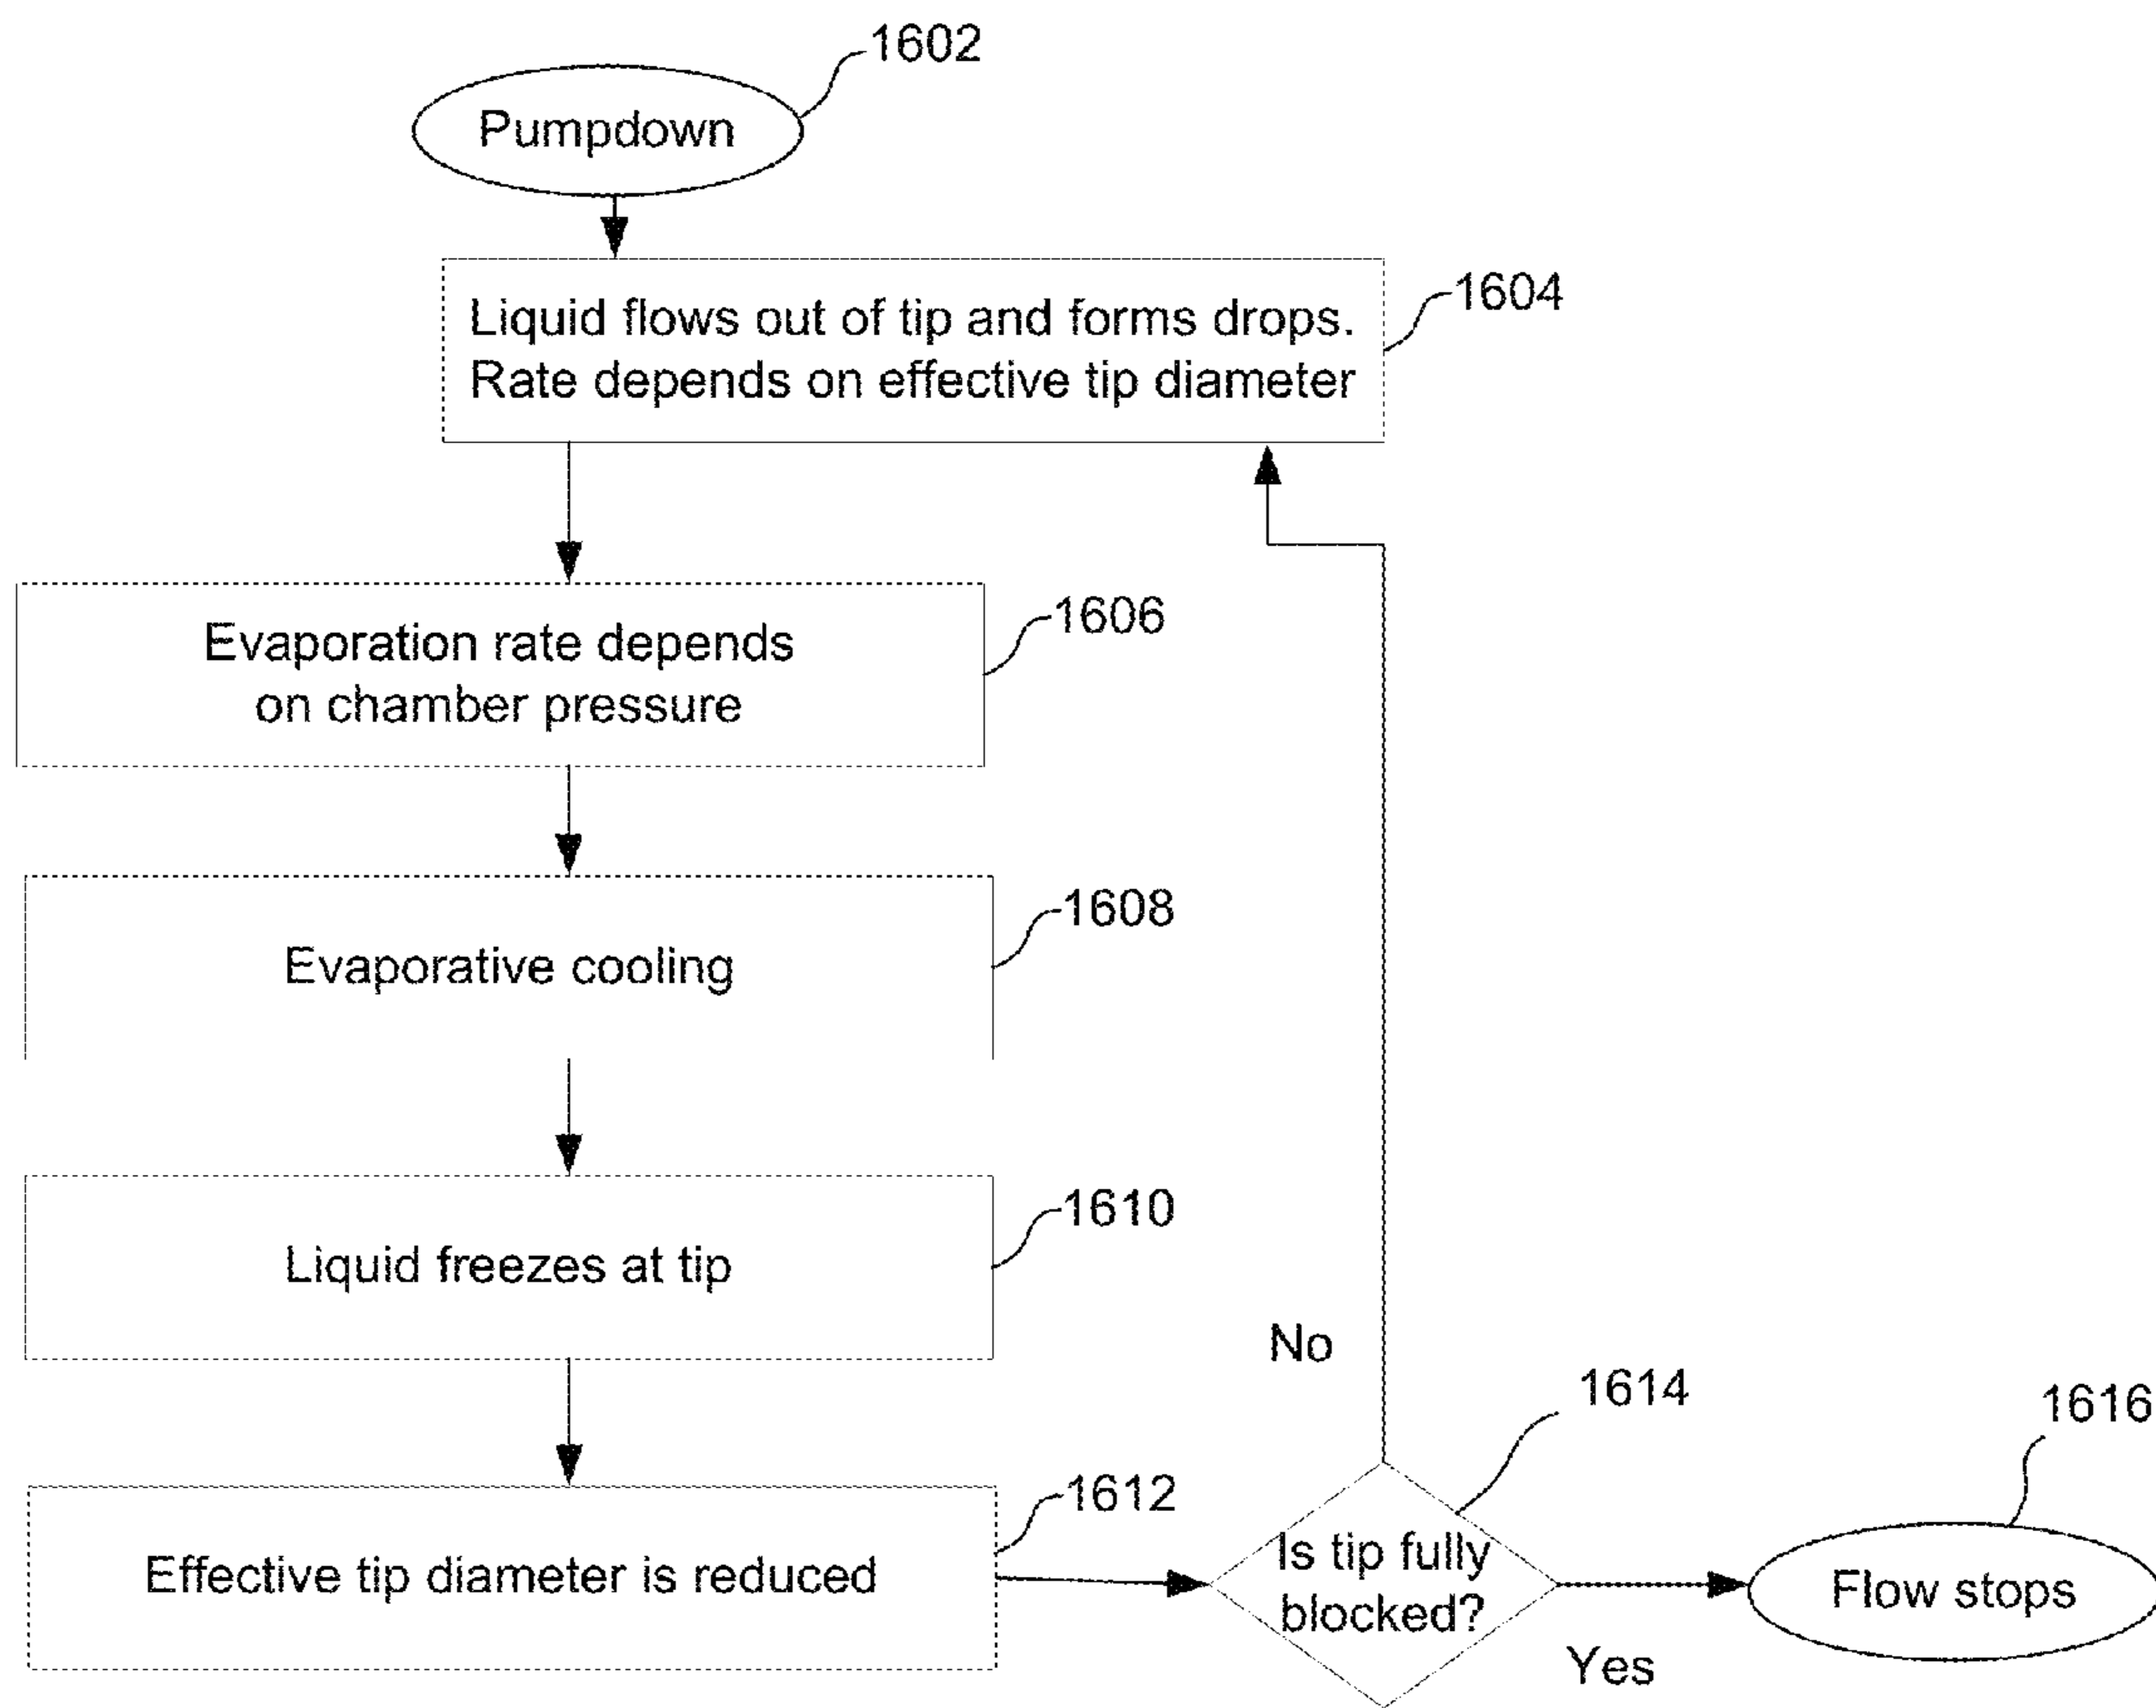 1602
Pumpdown
1604
Liquid flows out of tip and forms drops.
Rate depends on effective tip diameter
1606
Evaporation rate depends
on chamber pressure
1608
Evaporative cooling
1610
Liquid freezes at tip
No
1614
1616
1612
Effective tip diameter is reduced
Is tip fully
blocked?
Flow stops
Yes